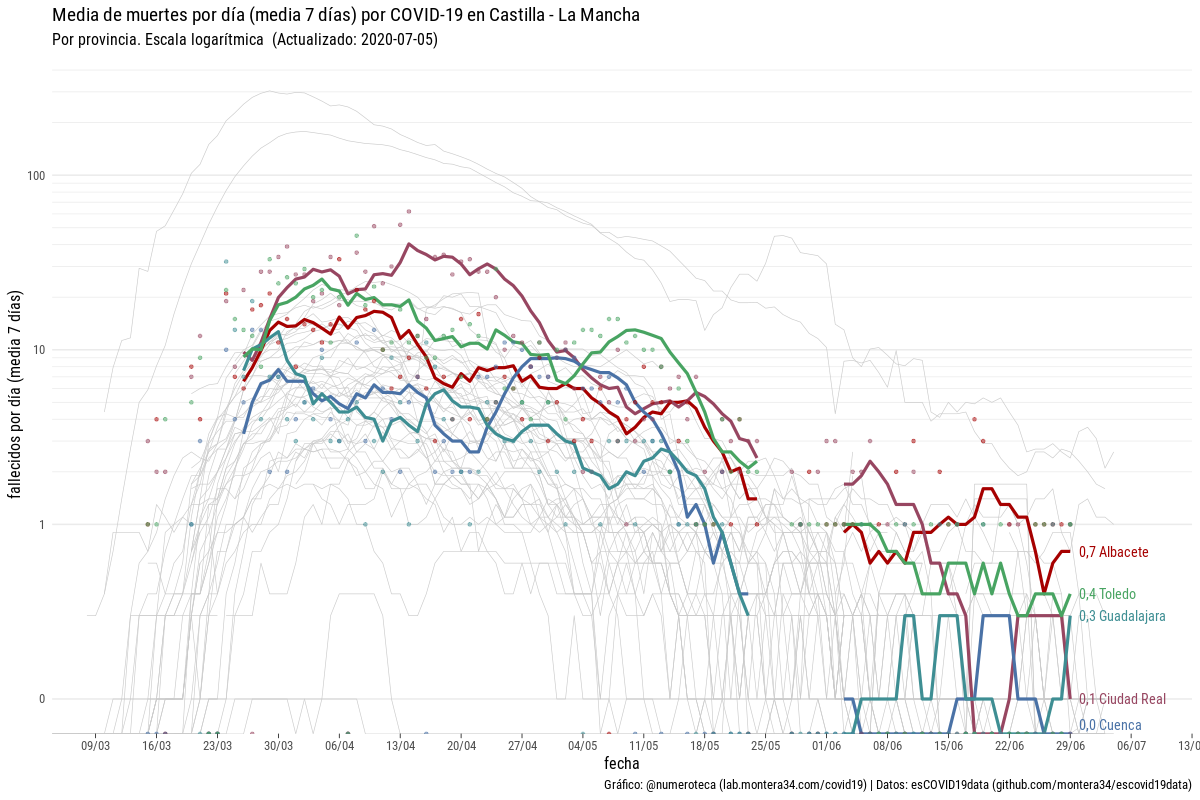 Media de muertes por día (media 7 días) por COVID-19 en Castilla - La Mancha
Por provincia. Escala logarítmica  (Actualizado: 2020-07-05)
fallecidos por día (media 7 días)
100
10
1
0
0,7 Albacete
0,4 Toledo
0,3 Guadalajara
0,1 Ciudad Real
0,0 Cuenca
09/03 16/03 23/03 30/03 06/04 13/04 20/04 27/04 04/05 11/05 18/05 25/05 01/06 08/06 15/06 22/06 29/06 06/07 13/0
fecha
Gráfico: @numeroteca (lab.montera34.com/covid19) | Datos: esCOVID19data (github.com/montera34/escovid19data)